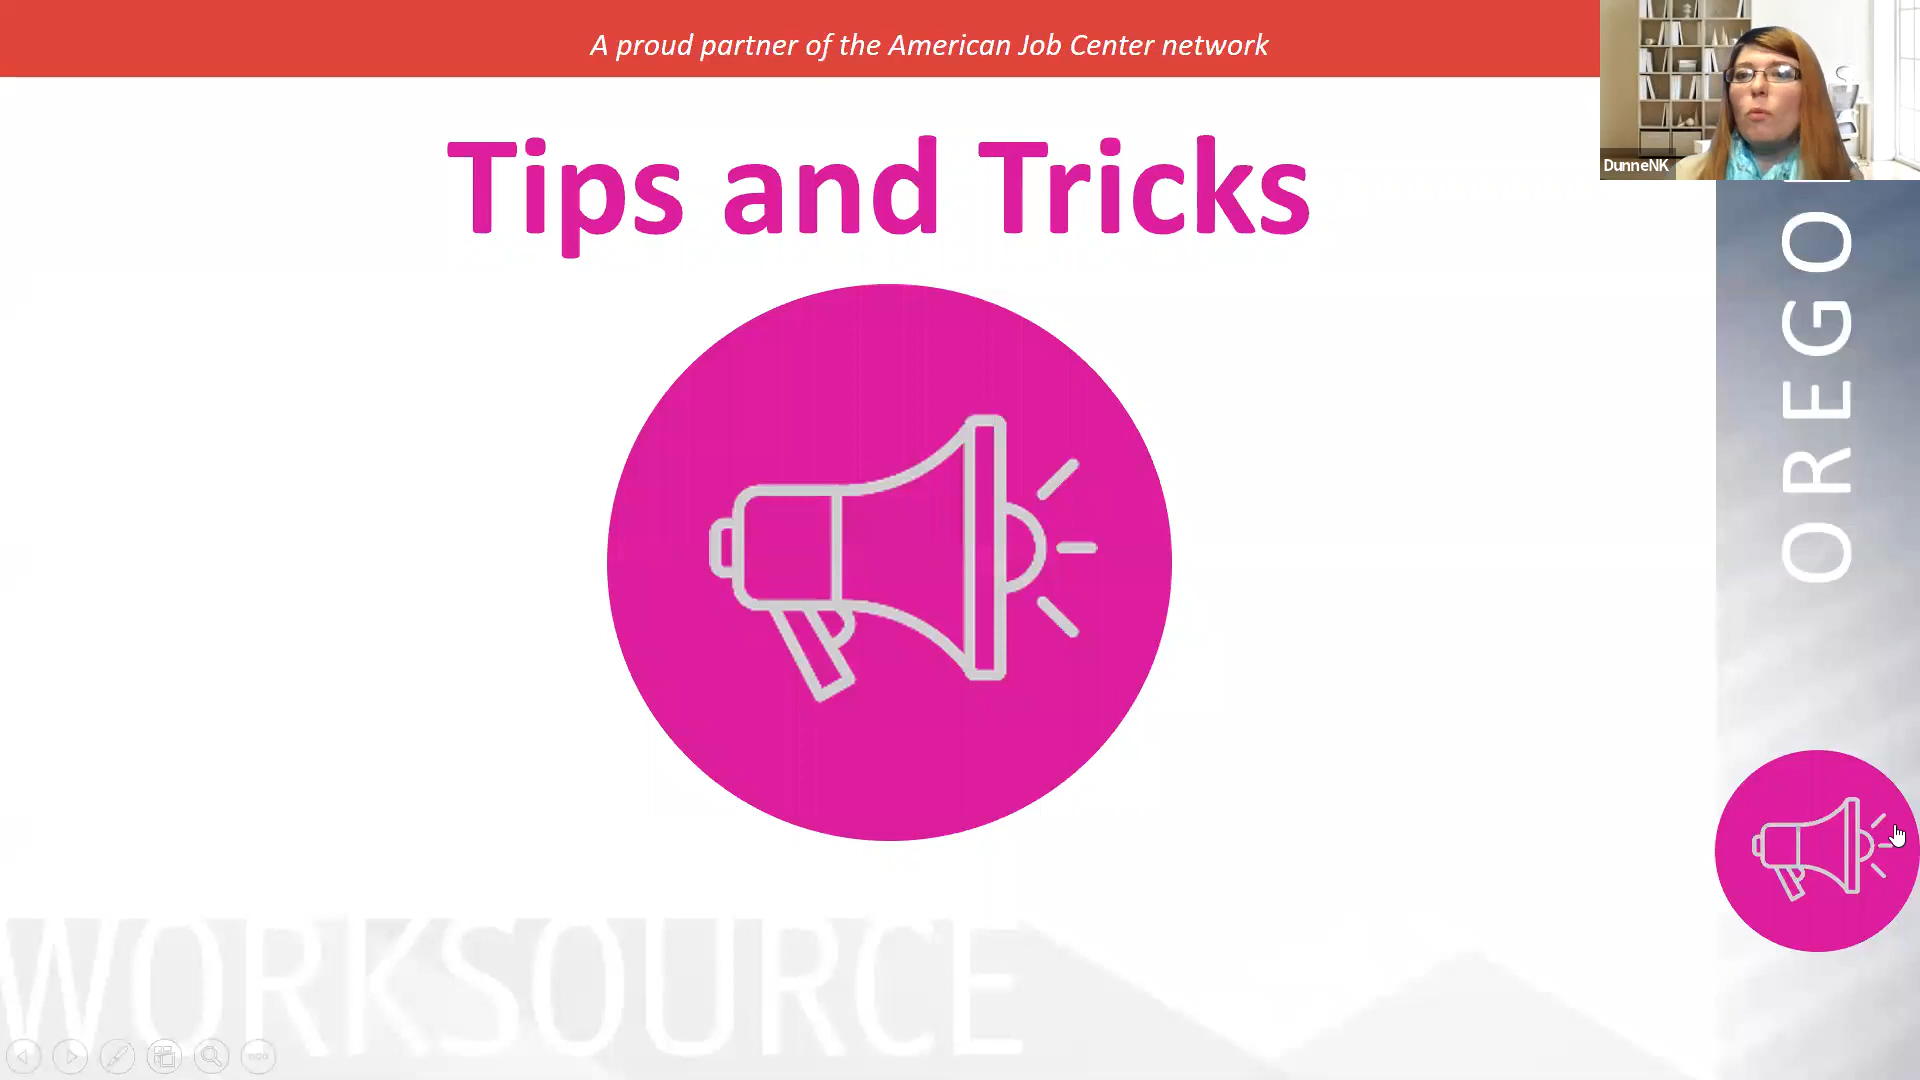 A proud partner of the American Job Center network
Tips and Tricks
DunneNK
OREGO
WORKSOURCE